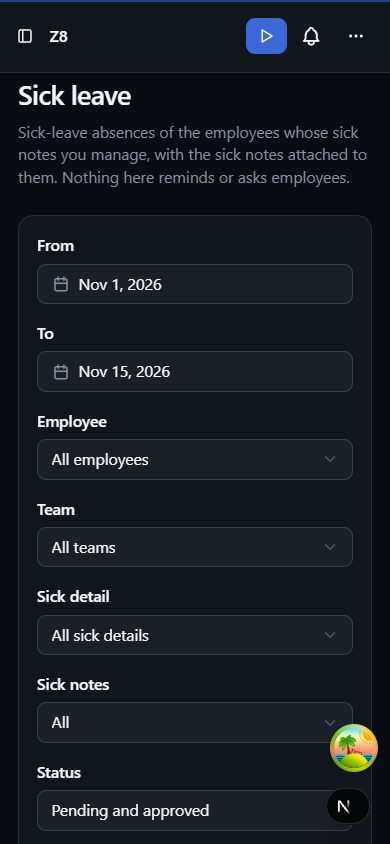 Z8
Sick leave
Sick-leave absences of the employees whose sick
notes you manage, with the sick notes attached to
them. Nothing here reminds or asks employees.
From
Nov 1, 2026
To
Nov 15, 2026
Employee
All employees
Team
All teams
Sick detail
All sick details
Sick notes
All
Status
Pending and approved
N